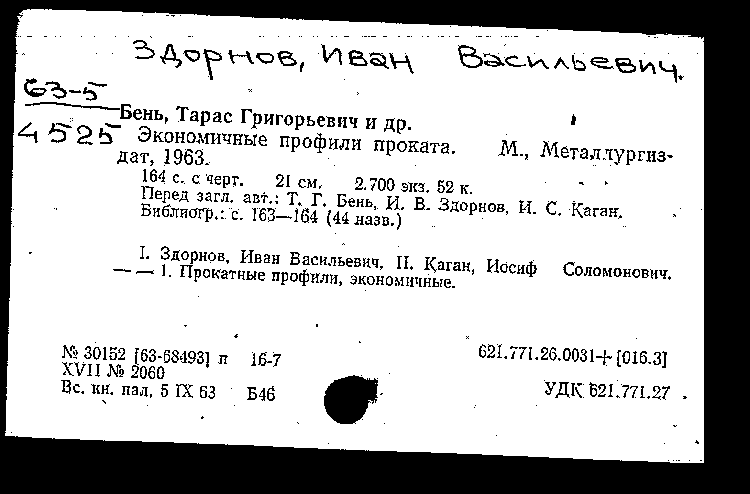 Здорнов, Иван Васильевич.
63-5
Бень, Тарас Григорьевич и др.
4525
Экономичные профили проката. М., Металлургиз-
дат, 1963.
164 с. с черт. 21 см. 2.700 экз. 52 к.
Перед загл. авт.: Т. Г. Бень, И. В. Здорнов, И. С. Каган.
Библиогр.: с. 163—164 (44 назв.)
I. Здорнов, Иван Васильевич. II. Каган, Иосиф Соломонович.
— — 1. Прокатные профили, экономичные.
№ 30152 [63-68493] п 16-7 621.771.26.0031+[016.3]
XVII № 2060
Вс. кн. пал. 5 IX 63 Б46 УДК 621.771.27